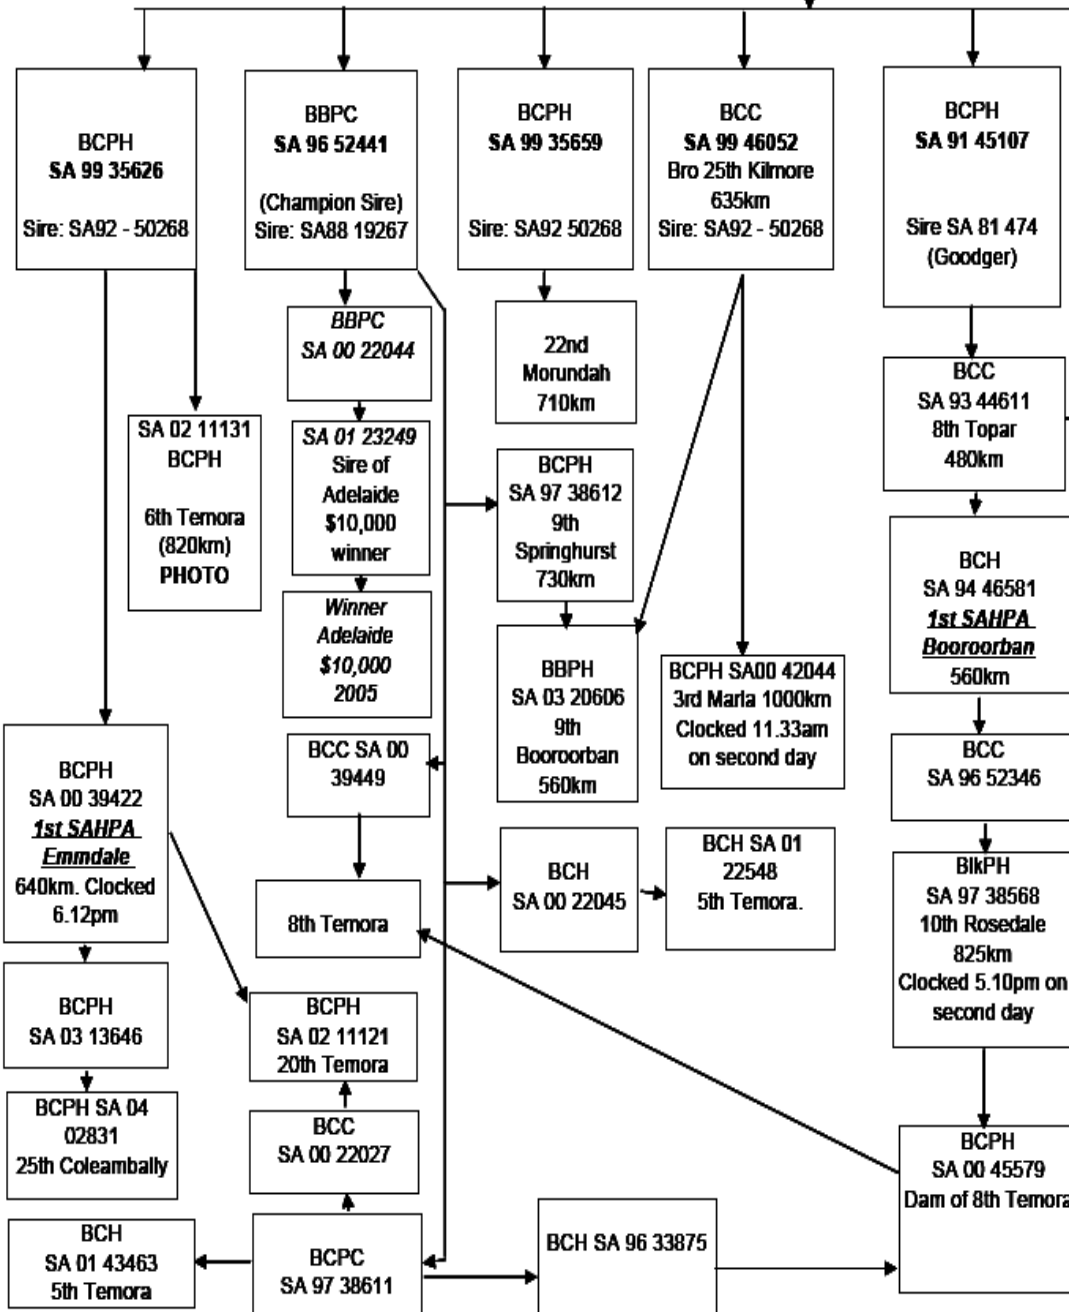 BCPH
SA 99 35626
Sire: SA92 - 50268
BBPC
SA 96 52441
(Champion Sire)
Sire: SA88 19267
BCPH
SA 99 35659
Sire: SA92 50268
BCC
SA 99 46052
Bro 25th Kilmore
635km
Sire: SA92 - 50268
BCPH
SA 91 45107
Sire SA 81 474
(Goodger)
BBPC
SA 00 22044
22nd
Morundah
710km
BCC
SA 93 44611
8th Topar
480km
SA 02 11131
BCPH
6th Temora
(820km)
PHOTO
SA 01 23249
Sire of
Adelaide
$10,000
winner
BCPH
SA 97 38612
9th
Springhurst
730km
BCH
SA 94 46581
1st SAHPA
Booroorban
560km
Winner
Adelaide
$10,000
2005
BBPH
SA 03 20606
9th
Booroorban
560km
BCPH SA00 42044
3rd Marla 1000km
Clocked 11.33am
on second day
BCPH
SA 00 39422
1st SAHPA
Emmdale
640km. Clocked
6.12pm
BCC SA 00
39449
BCC
SA 96 52346
8th Temora
BCH
SA 00 22045
BCH SA 01
22548
5th Temora.
BlkPH
SA 97 38568
10th Rosedale
825km
Clocked 5.10pm on
second day
BCPH
SA 03 13646
BCPH
SA 02 11121
20th Temora
BCPH SA 04
02831
25th Coleambally
BCC
SA 00 22027
BCPH
SA 00 45579
Dam of 8th Temora
BCH
SA 01 43463
5th Temora
BCPC
SA 97 38611
BCH SA 96 33875